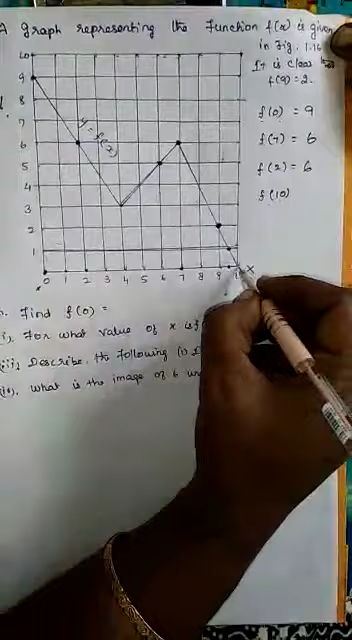 A graph representing the Function f(x) is given
in Fig. 1.16
It is clear that
f(9) = 2.
f(0) = 9
f(7) = 6
f(2) = 6
f(10)
10
9
8
7
6
5
4
3
2
1
y = f(x)
0 1 2 3 4 5 6 7 8 9
x
Find f(0) =
For what value of x is f
iii, Describe the following (i)
What is the image of 6 un